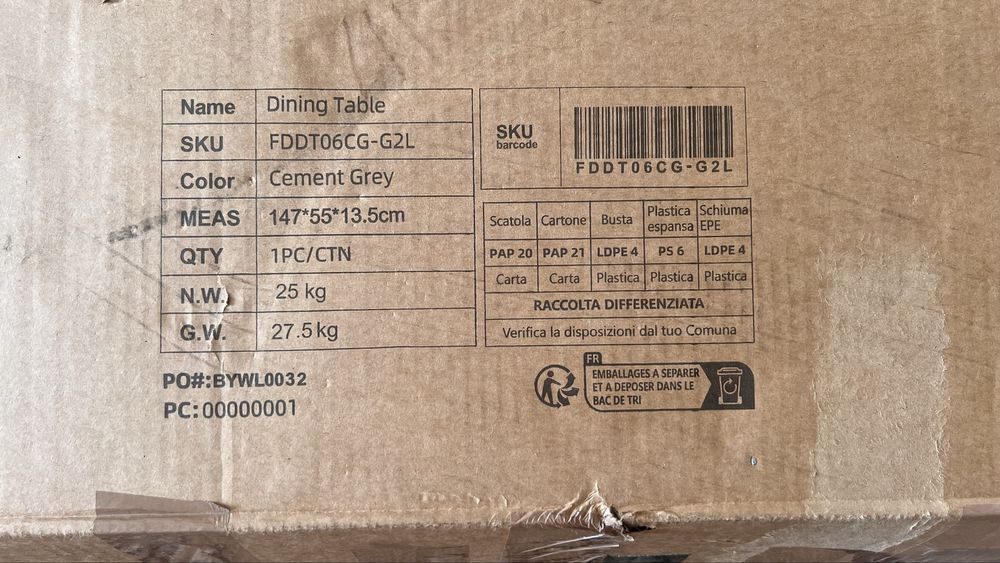 Name Dining Table
SKU FDDT06CG-G2L
Color Cement Grey
MEAS 147*55*13.5cm
QTY 1PC/CTN
N.W. 25 kg
G.W. 27.5 kg
PO#:BYWL0032
PC: 00000001
SKU
barcode
FDDT06CG-G2L
Scatola Cartone Busta Plastica espansa Schiuma EPE
PAP 20 PAP 21 LDPE 4 PS 6 LDPE 4
Carta Carta Plastica Plastica Plastica
RACCOLTA DIFFERENZIATA
Verifica la disposizioni dal tuo Comuna
FR
EMBALLAGES A SEPARER
ET A DEPOSER DANS LE
BAC DE TRI